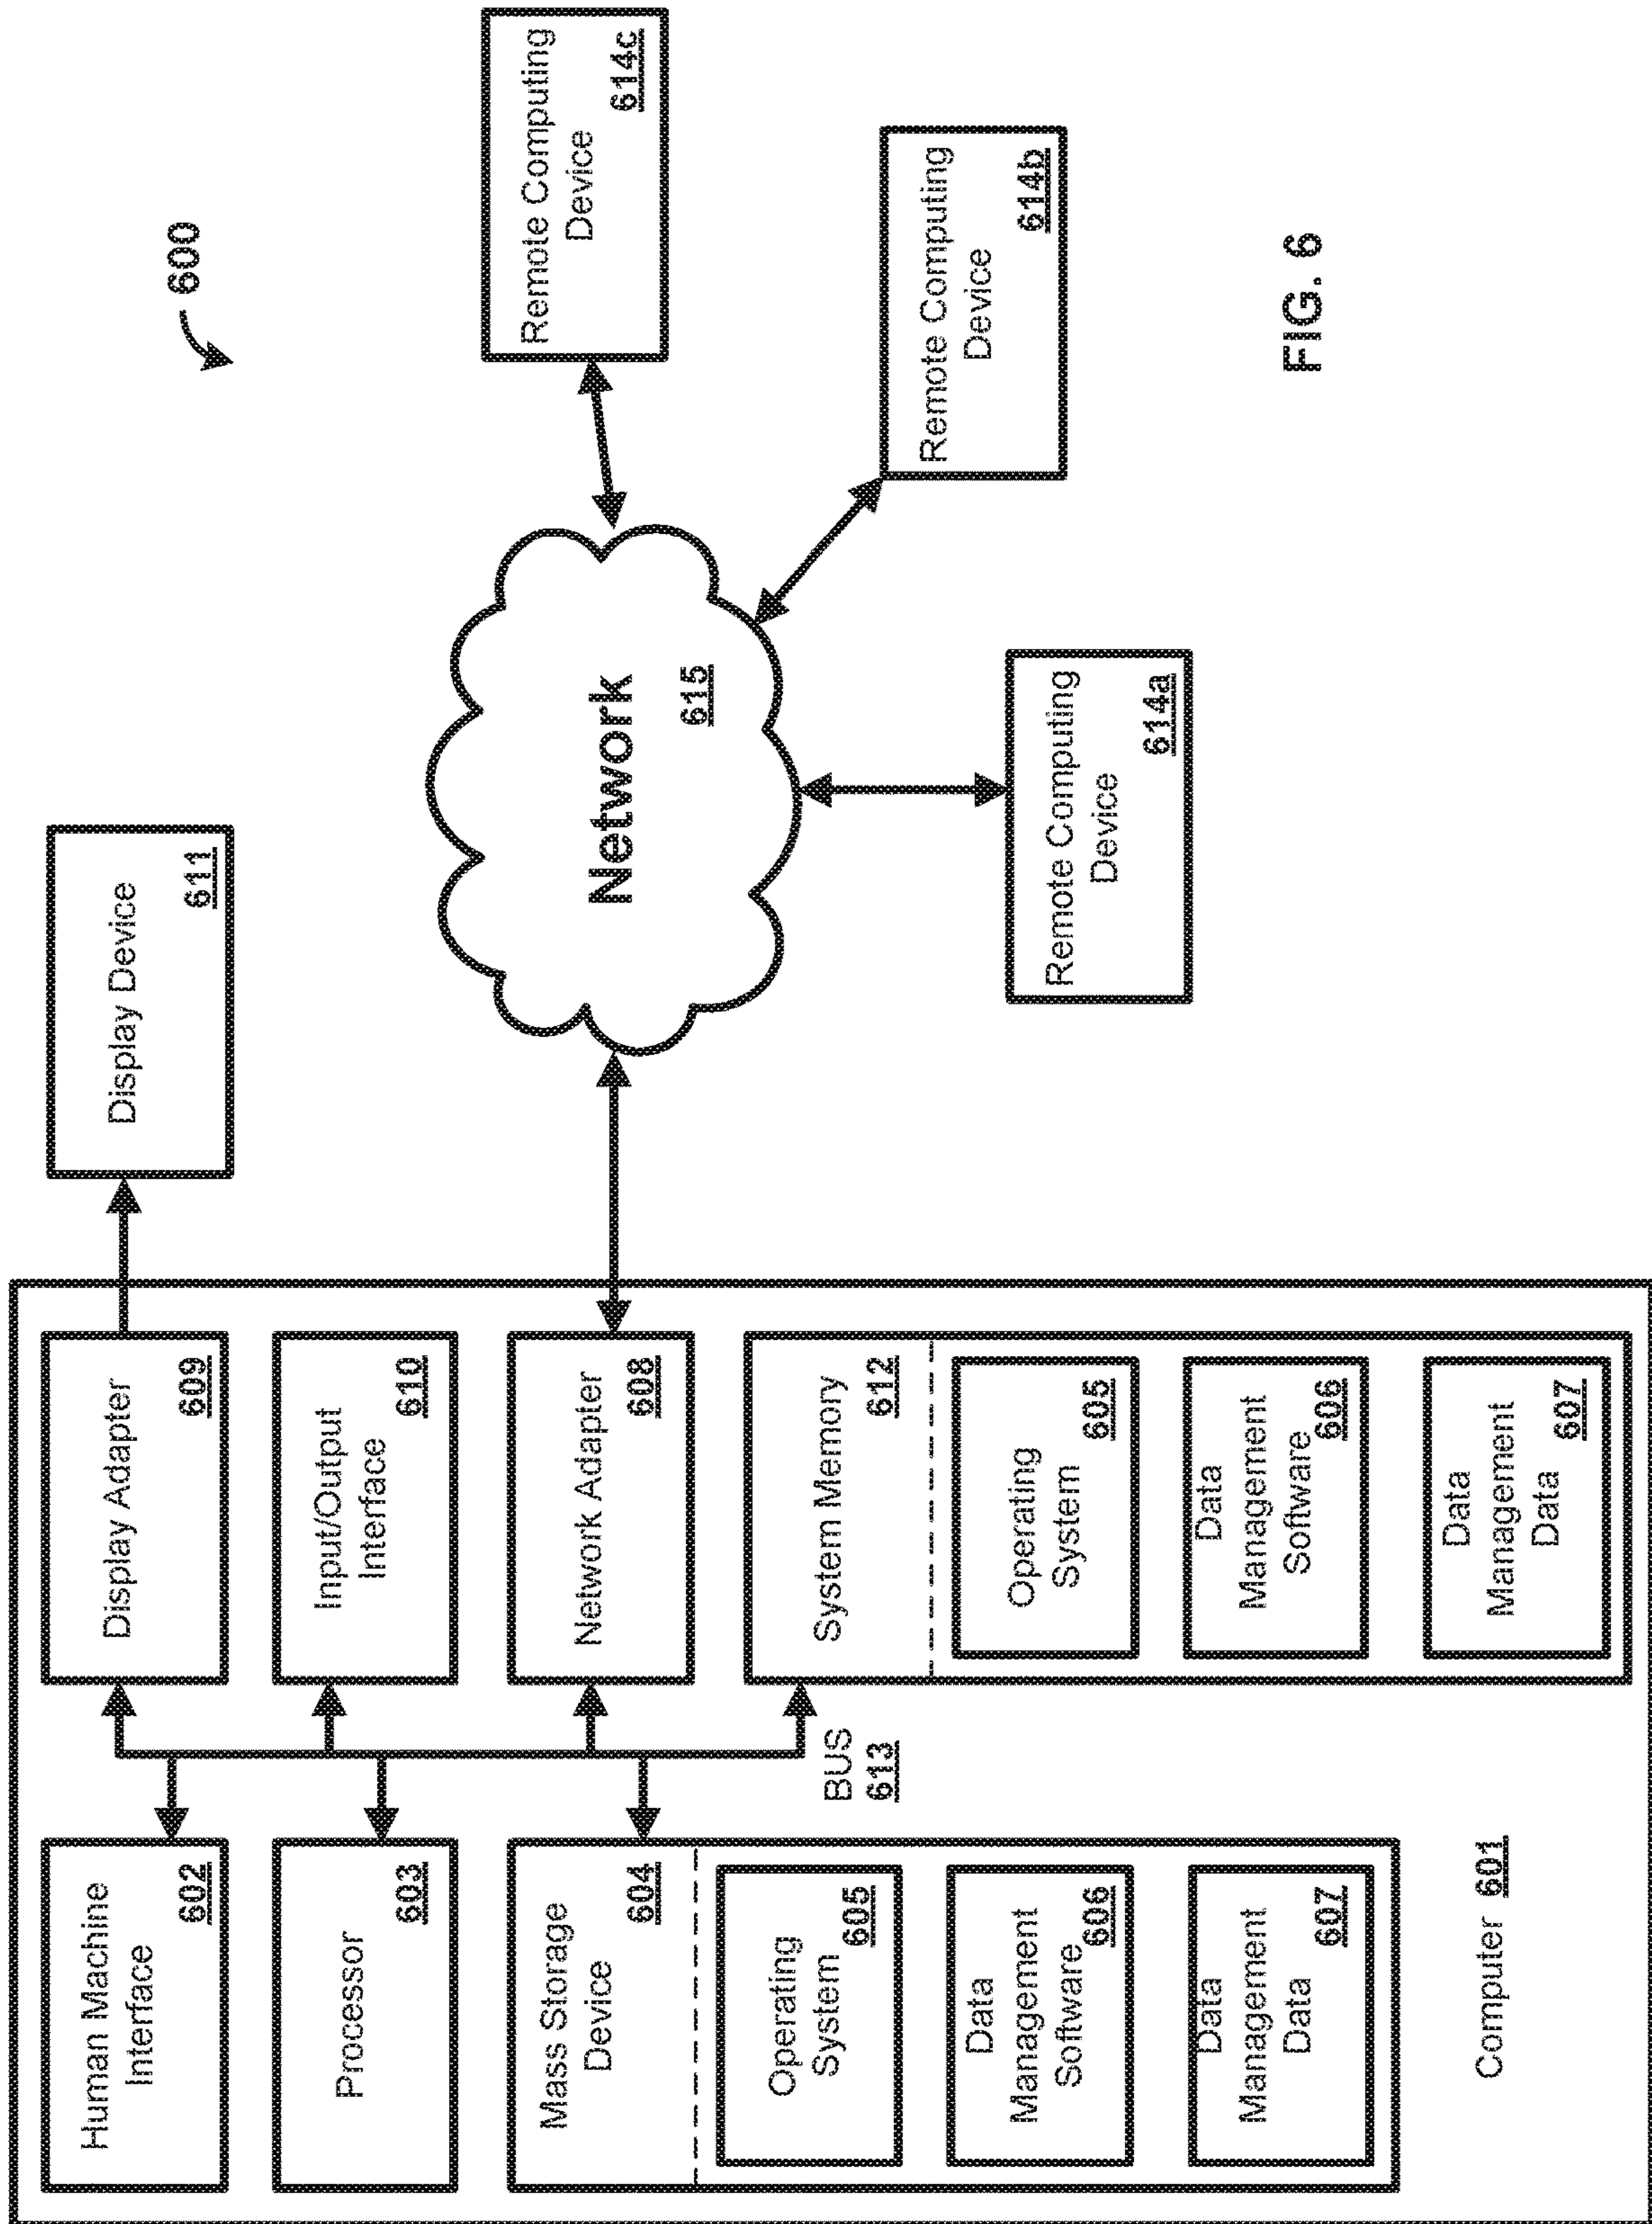 600
Human Machine
Interface
602
Processor
603
Mass Storage
Device
604
Operating
System
605
Data
Management
Software
606
Data
Management
Data
607
Computer 601
BUS
613
Display Adapter
609
Input/Output
Interface
610
Network Adapter
608
System Memory
612
Operating
System
605
Data
Management
Software
606
Data
Management
Data
607
Display Device
611
Network
615
Remote Computing
Device
614a
Remote Computing
Device
614b
Remote Computing
Device
614c
FIG. 6